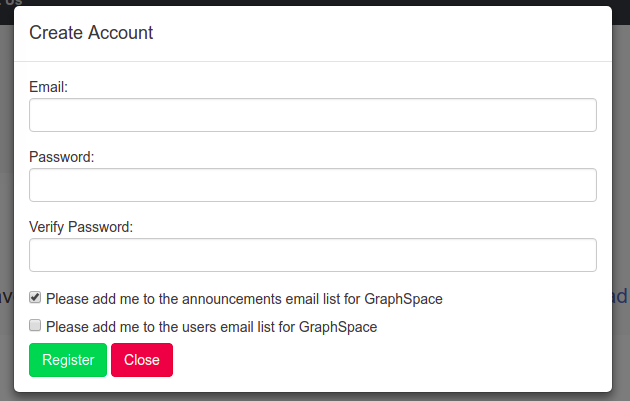 Us
Create Account
Email:
Password:
Verify Password:
Please add me to the announcements email list for GraphSpace
Please add me to the users email list for GraphSpace
Register Close